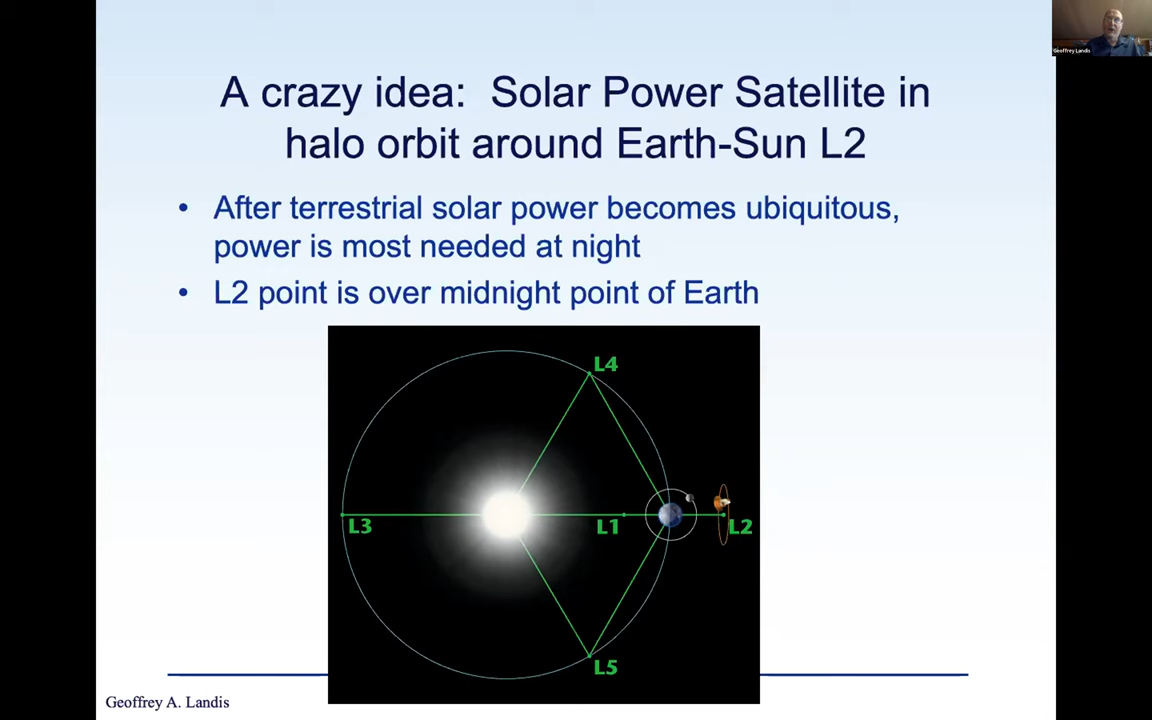 Geoffrey Landis
A crazy idea: Solar Power Satellite in
halo orbit around Earth-Sun L2
• After terrestrial solar power becomes ubiquitous,
power is most needed at night
• L2 point is over midnight point of Earth
L4
L3
L1
L2
L5
Geoffrey A. Landis